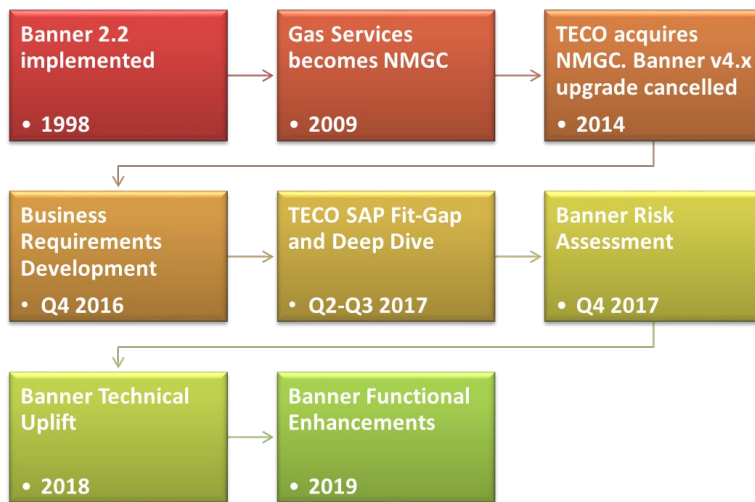 Banner 2.2
implemented
• 1998
Gas Services
becomes NMGC
• 2009
TECO acquires
NMGC. Banner v4.x
upgrade cancelled
• 2014
Business
Requirements
Development
• Q4 2016
TECO SAP Fit-Gap
and Deep Dive
• Q2-Q3 2017
Banner Risk
Assessment
• Q4 2017
Banner Technical
Uplift
• 2018
Banner Functional
Enhancements
• 2019